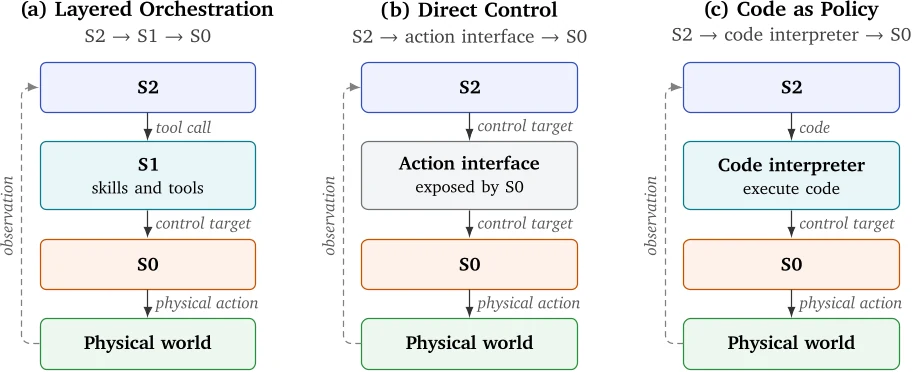 (a) Layered Orchestration
S2 → S1 → S0
S2
tool call
S1
skills and tools
control target
S0
physical action
Physical world
observation
(b) Direct Control
S2 → action interface → S0
S2
control target
Action interface
exposed by S0
control target
S0
physical action
Physical world
observation
(c) Code as Policy
S2 → code interpreter → S0
S2
code
Code interpreter
execute code
control target
S0
physical action
Physical world
observation